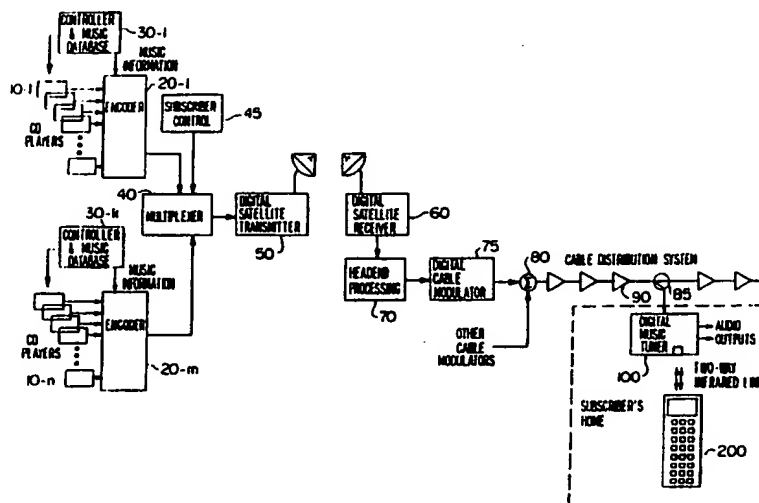 CONTROLLER
& MUSIC
DATABASE
30-1
MUSIC
INFORMATION
20-1
10-1
ENCODER
CD
PLAYERS
SUBSCRIBER
CONTROL
45
40
MULTIPLEXER
DIGITAL
SATELLITE
TRANSMITTER
50
DIGITAL
SATELLITE
RECEIVER
60
30-k
CONTROLLER
& MUSIC
DATABASE
MUSIC
INFORMATION
ENCODER
CD
PLAYERS
10-n
20-m
HEADEND
PROCESSING
70
75
DIGITAL CABLE
MODULATOR
80
CABLE DISTRIBUTION SYSTEM
90
85
OTHER
CABLE
MODULATORS
DIGITAL
MUSIC
TUNER
100
AUDIO
OUTPUTS
TWO-WAY
INFRARED
SUBSCRIBER'S
HOME
200